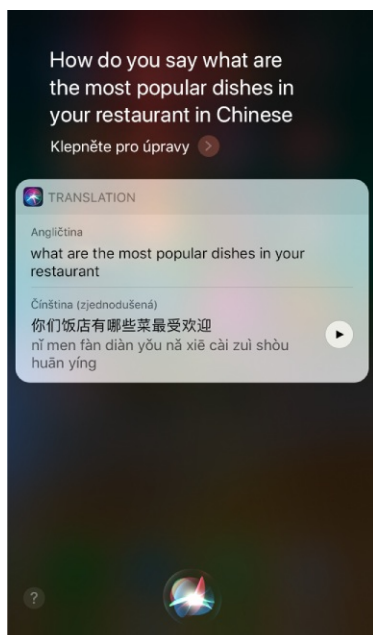 How do you say what are
the most popular dishes in
your restaurant in Chinese
Klepněte pro úpravy
TRANSLATION
Angličtina
what are the most popular dishes in your
restaurant
Čínština (zjednodušená)
你们饭店有哪些菜最受欢迎
nǐ men fàn diàn yǒu nǎ xiē cài zuì shòu
huān yíng
?